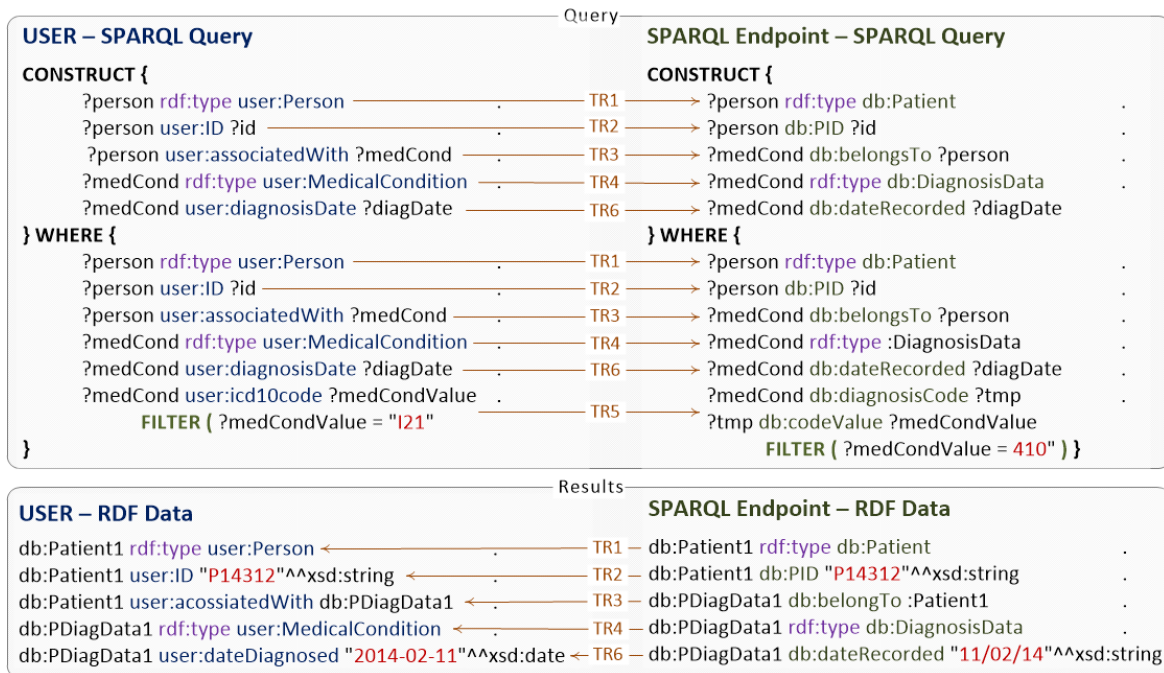 Query
USER – SPARQL Query
CONSTRUCT {
?person rdf:type user:Person .
?person user:ID ?id .
?person user:associatedWith ?medCond .
?medCond rdf:type user:MedicalCondition .
?medCond user:diagnosisDate ?diagDate
} WHERE {
?person rdf:type user:Person .
?person user:ID ?id .
?person user:associatedWith ?medCond .
?medCond rdf:type user:MedicalCondition .
?medCond user:diagnosisDate ?diagDate .
?medCond user:icd10code ?medCondValue .
FILTER ( ?medCondValue = "I21"
}
TR1
TR2
TR3
TR4
TR6
TR1
TR2
TR3
TR4
TR6
TR5
SPARQL Endpoint – SPARQL Query
CONSTRUCT {
?person rdf:type db:Patient .
?person db:PID ?id .
?medCond db:belongsTo ?person .
?medCond rdf:type db:DiagnosisData .
?medCond db:dateRecorded ?diagDate
} WHERE {
?person rdf:type db:Patient .
?person db:PID ?id .
?medCond db:belongsTo ?person .
?medCond rdf:type :DiagnosisData .
?medCond db:dateRecorded ?diagDate .
?medCond db:diagnosisCode ?tmp .
?tmp db:codeValue ?medCondValue
FILTER ( ?medCondValue = 410" ) }
Results
USER – RDF Data
db:Patient1 rdf:type user:Person .
db:Patient1 user:ID "P14312"^^xsd:string .
db:Patient1 user:acossiatedWith db:PDiagData1 .
db:PDiagData1 rdf:type user:MedicalCondition .
db:PDiagData1 user:dateDiagnosed "2014-02-11"^^xsd:date
TR1
TR2
TR3
TR4
TR6
SPARQL Endpoint – RDF Data
db:Patient1 rdf:type db:Patient .
db:Patient1 db:PID "P14312"^^xsd:string .
db:PDiagData1 db:belongTo :Patient1 .
db:PDiagData1 rdf:type db:DiagnosisData .
db:PDiagData1 db:dateRecorded "11/02/14"^^xsd:string